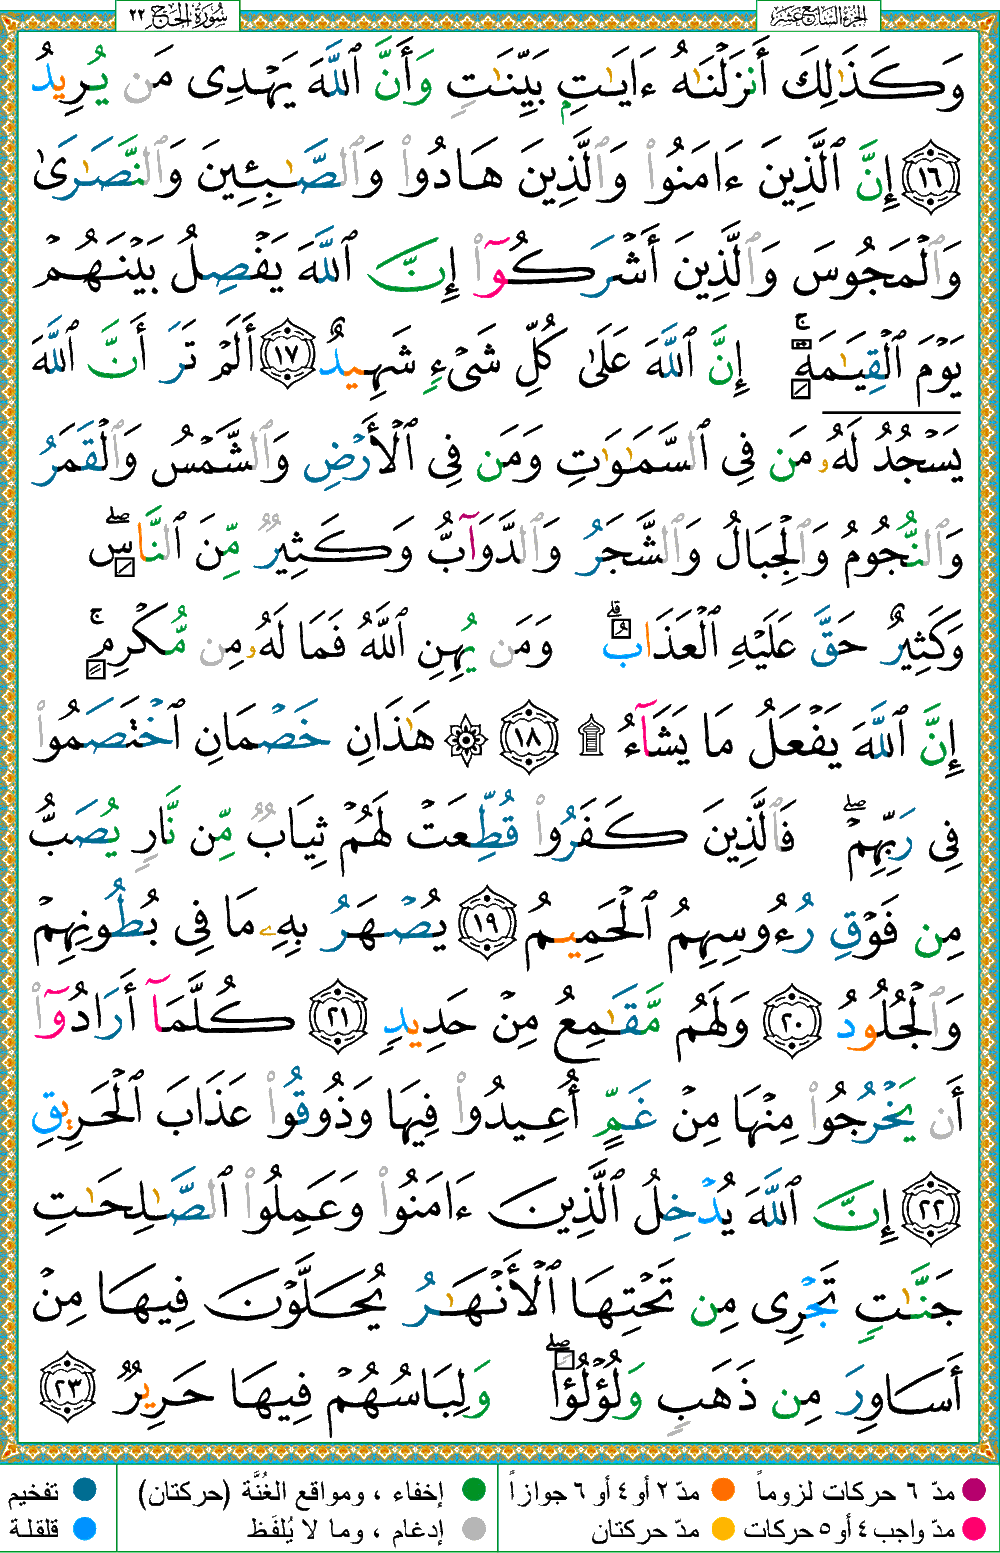 الجزء السابع عشر
سُورَةُ الحَجّ ٢٢
وَكَذَٰلِكَ أَنزَلْنَٰهُ ءَايَٰتٍۭ بَيِّنَٰتٍ وَأَنَّ ٱللَّهَ يَهْدِى مَن يُرِيدُ
١٦ إِنَّ ٱلَّذِينَ ءَامَنُوا۟ وَٱلَّذِينَ هَادُوا۟ وَٱلصَّٰبِـِٔينَ وَٱلنَّصَٰرَىٰ
وَٱلْمَجُوسَ وَٱلَّذِينَ أَشْرَكُوٓا۟ إِنَّ ٱللَّهَ يَفْصِلُ بَيْنَهُمْ
يَوْمَ ٱلْقِيَٰمَةِ ۚ إِنَّ ٱللَّهَ عَلَىٰ كُلِّ شَىْءٍ شَهِيدٌ ١٧ أَلَمْ تَرَ أَنَّ ٱللَّهَ
يَسْجُدُ لَهُۥ مَن فِى ٱلسَّمَٰوَٰتِ وَمَن فِى ٱلْأَرْضِ وَٱلشَّمْسُ وَٱلْقَمَرُ
وَٱلنُّجُومُ وَٱلْجِبَالُ وَٱلشَّجَرُ وَٱلدَّوَآبُّ وَكَثِيرٌ مِّنَ ٱلنَّاسِ ۖ
وَكَثِيرٌ حَقَّ عَلَيْهِ ٱلْعَذَابُ ۗ وَمَن يُهِنِ ٱللَّهُ فَمَا لَهُۥ مِن مُّكْرِمٍ ۚ
إِنَّ ٱللَّهَ يَفْعَلُ مَا يَشَآءُ ۩ ١٨ ۞ هَٰذَانِ خَصْمَانِ ٱخْتَصَمُوا۟
فِى رَبِّهِمْ ۖ فَٱلَّذِينَ كَفَرُوا۟ قُطِّعَتْ لَهُمْ ثِيَابٌ مِّن نَّارٍ يُصَبُّ
مِن فَوْقِ رُءُوسِهِمُ ٱلْحَمِيمُ ١٩ يُصْهَرُ بِهِۦ مَا فِى بُطُونِهِمْ
وَٱلْجُلُودُ ٢٠ وَلَهُم مَّقَٰمِعُ مِنْ حَدِيدٍ ٢١ كُلَّمَآ أَرَادُوٓا۟
أَن يَخْرُجُوا۟ مِنْهَا مِنْ غَمٍّ أُعِيدُوا۟ فِيهَا وَذُوقُوا۟ عَذَابَ ٱلْحَرِيقِ
٢٢ إِنَّ ٱللَّهَ يُدْخِلُ ٱلَّذِينَ ءَامَنُوا۟ وَعَمِلُوا۟ ٱلصَّٰلِحَٰتِ
جَنَّٰتٍ تَجْرِى مِن تَحْتِهَا ٱلْأَنْهَٰرُ يُحَلَّوْنَ فِيهَا مِنْ
أَسَاوِرَ مِن ذَهَبٍ وَلُؤْلُؤًا ۖ وَلِبَاسُهُمْ فِيهَا حَرِيرٌ ٢٣
مدّ ٦ حركات لزوماً مدّ ٢ أو ٤ أو ٦ جوازاً إخفاء ، ومواقع الغُنَّة (حركتان) تفخيم
مدّ واجب ٤ أو ٥ حركات مدّ حركتان إدغام ، وما لا يُلفَظ قلقلة